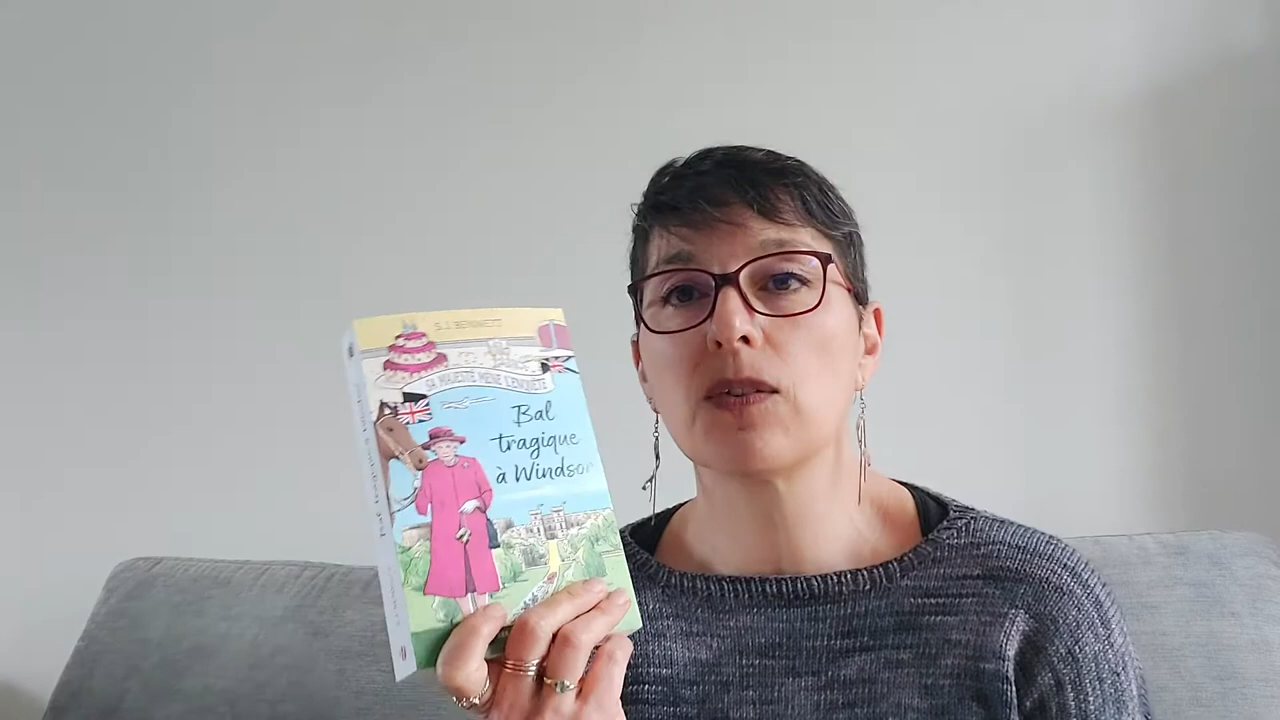 S.J. BENNETT
SA MAJESTÉ MÈNE L'ENQUÊTE
Bal
tragique
à Windsor